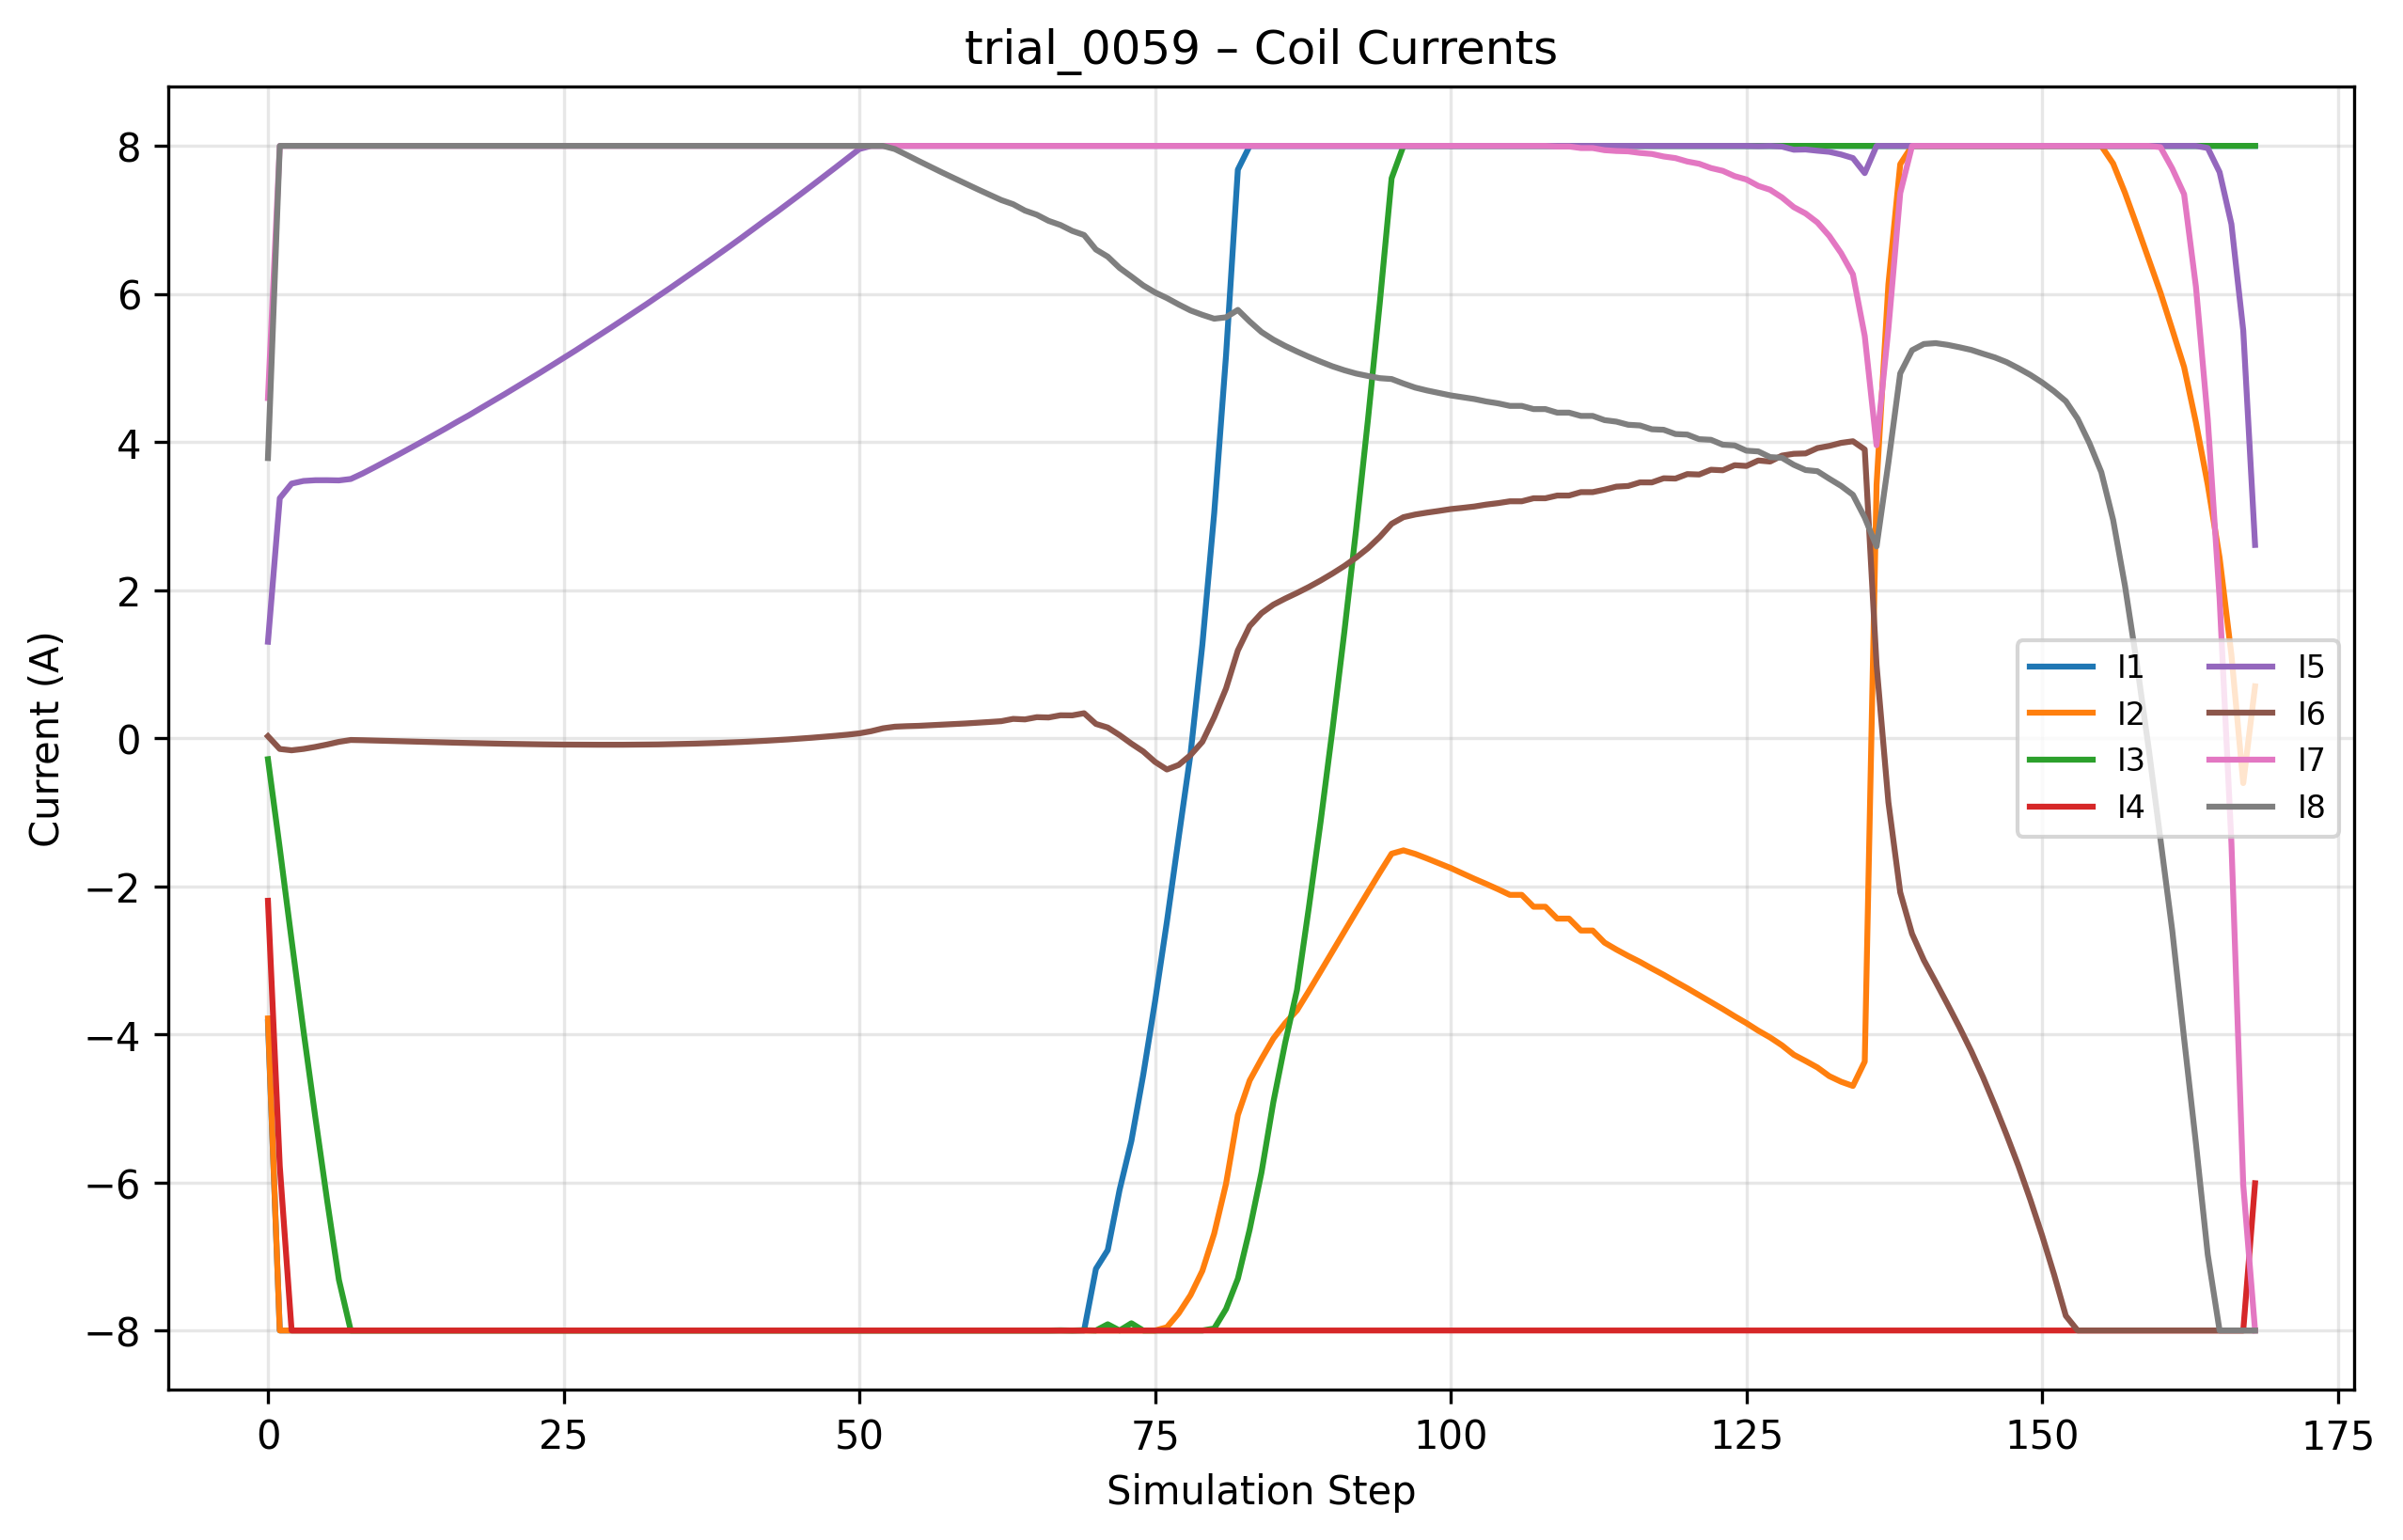 trial_0059 – Coil Currents
Current (A)
8
6
4
2
0
−2
−4
−6
−8
I1
I2
I3
I4
I5
I6
I7
I8
0 25 50 75 100 125 150 175
Simulation Step